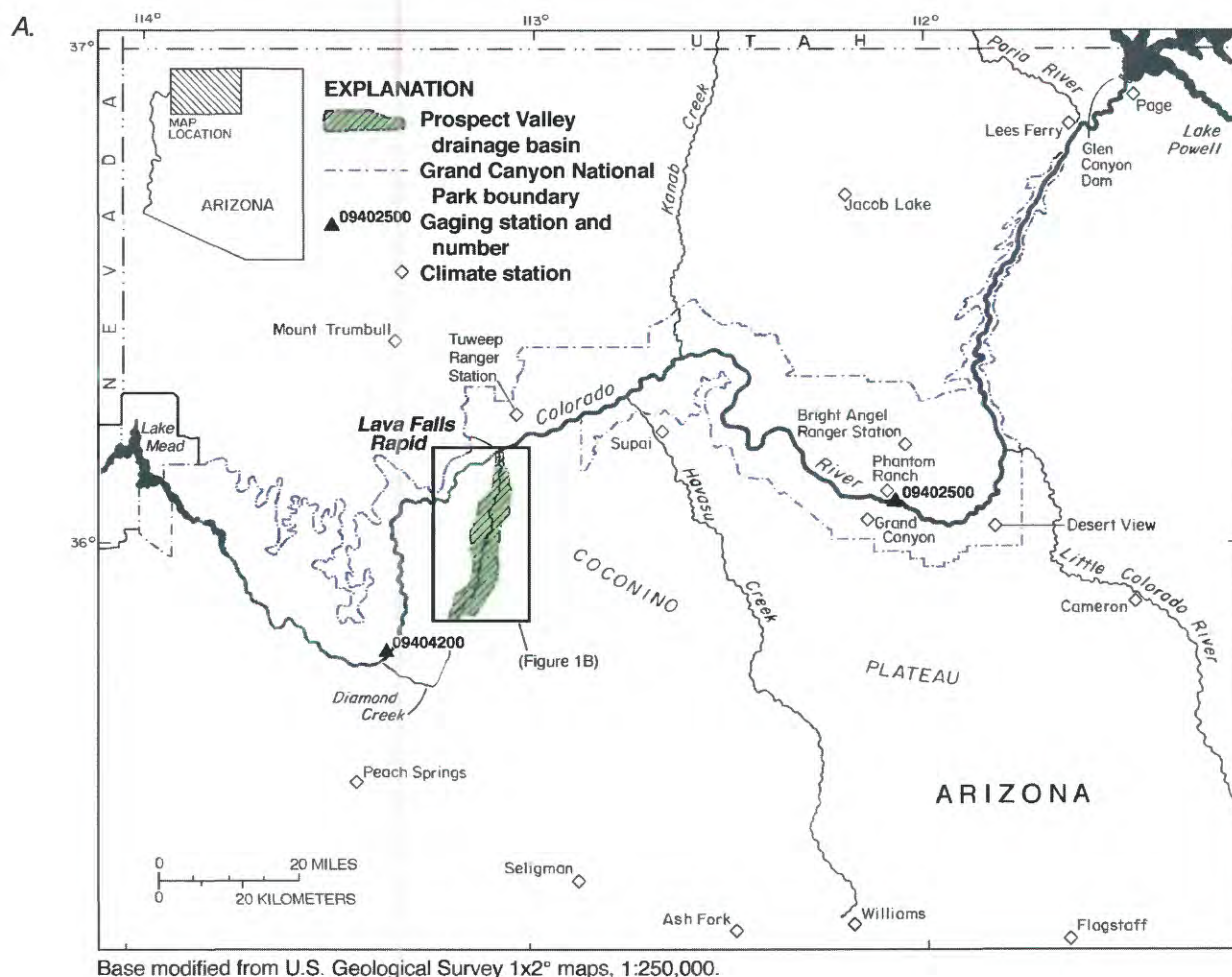 A.
114°
113°
112°
37°
U T A H
NEVADA
MAP
LOCATION
ARIZONA
EXPLANATION
Prospect Valley
drainage basin
Grand Canyon National
Park boundary
09402500
Gaging station and
number
Climate station
Kanab
Creek
Paria River
Page
Lees Ferry
Glen
Canyon
Dam
Lake
Powell
Jacob Lake
Mount Trumbull
Tuweep
Ranger
Station
Colorado
Lava Falls
Rapid
Lake
Mead
Supai
Bright Angel
Ranger Station
Phantom
Ranch
River
09402500
Grand
Canyon
Desert View
Havasu
Creek
36°
COCONINO
PLATEAU
Little Colorado
River
Cameron
09404200
(Figure 1B)
Diamond
Creek
Peach Springs
ARIZONA
0 20 MILES
0 20 KILOMETERS
Seligman
Ash Fork
Williams
Flagstaff
Base modified from U.S. Geological Survey 1x2° maps, 1:250,000.